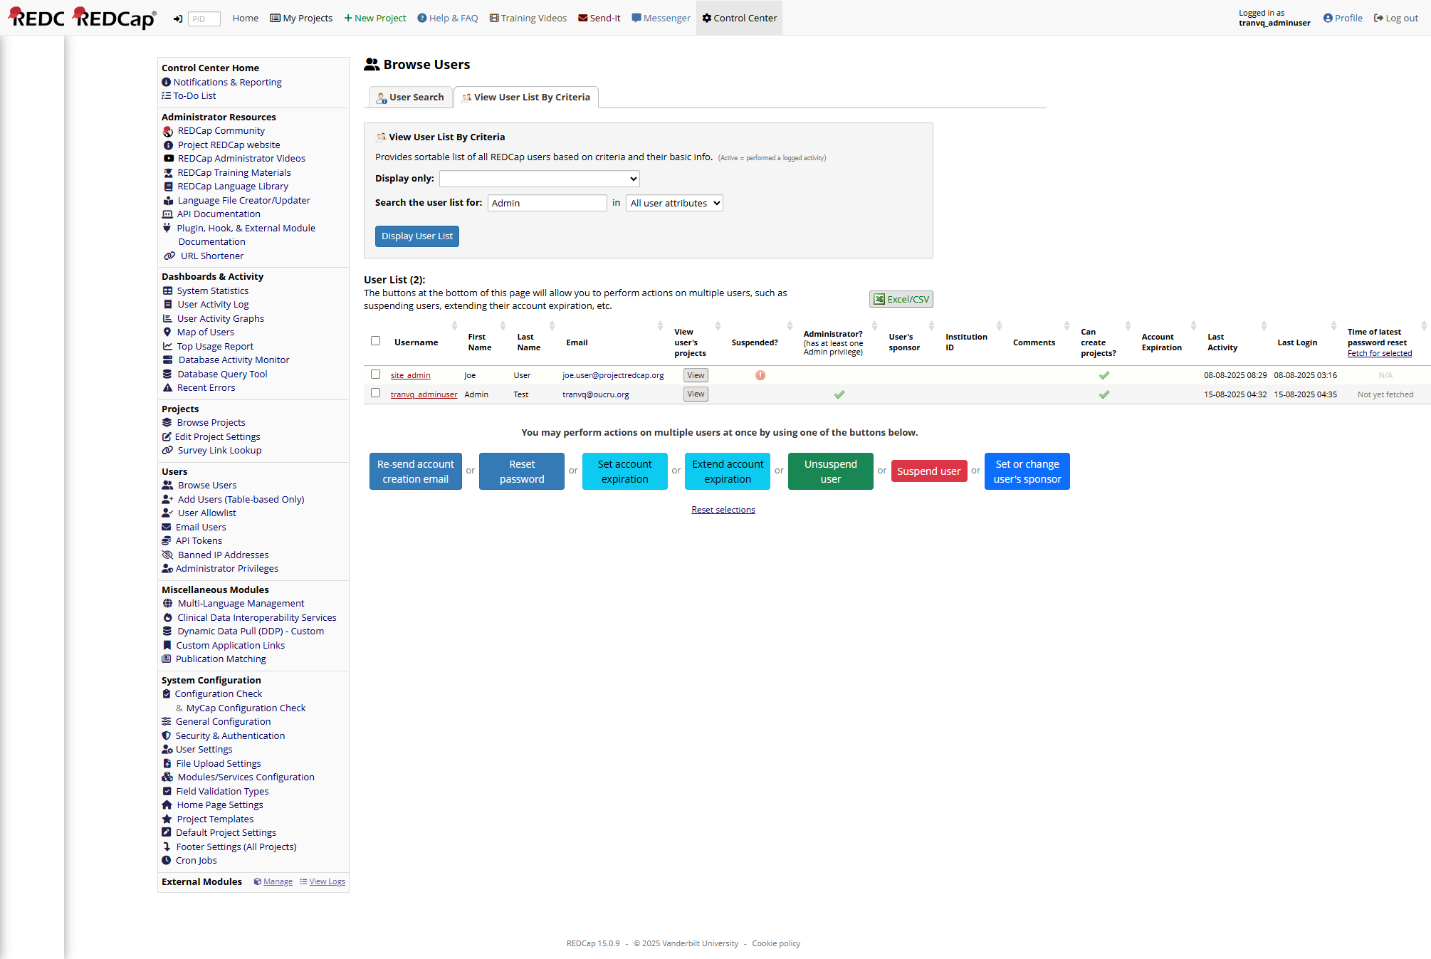 REDC REDCap® PID Home My Projects New Project Help & FAQ Training Videos Send-It Messenger Control Center Logged in as tranvq_adminuser Profile Log out
Control Center Home
Notifications & Reporting
To-Do List
Administrator Resources
REDCap Community
Project REDCap website
REDCap Administrator Videos
REDCap Training Materials
REDCap Language Library
Language File Creator/Updater
API Documentation
Plugin, Hook, & External Module
Documentation
URL Shortener
Dashboards & Activity
System Statistics
User Activity Log
User Activity Graphs
Map of Users
Top Usage Report
Database Activity Monitor
Database Query Tool
Recent Errors
Projects
Browse Projects
Edit Project Settings
Survey Link Lookup
Users
Browse Users
Add Users (Table-based Only)
User Allowlist
Email Users
API Tokens
Banned IP Addresses
Administrator Privileges
Miscellaneous Modules
Multi-Language Management
Clinical Data Interoperability Services
Dynamic Data Pull (DDP) - Custom
Custom Application Links
Publication Matching
System Configuration
Configuration Check
& MyCap Configuration Check
General Configuration
Security & Authentication
User Settings
File Upload Settings
Modules/Services Configuration
Field Validation Types
Home Page Settings
Project Templates
Default Project Settings
Footer Settings (All Projects)
Cron Jobs
External Modules Manage View Logs
Browse Users
User Search View User List By Criteria
View User List By Criteria
Provides sortable list of all REDCap users based on criteria and their basic info. (Active = performed a logged activity)
Display only:
Search the user list for: Admin in All user attributes
Display User List
User List (2):
The buttons at the bottom of this page will allow you to perform actions on multiple users, such as
suspending users, extending their account expiration, etc.
Excel/CSV
Username First Name Last Name Email View user's projects Suspended? Administrator? (has at least one Admin privilege) User's sponsor Institution ID Comments Can create projects? Account Expiration Last Activity Last Login Time of latest password reset Fetch for selected
site_admin Joe User joe.user@projectredcap.org View 08-08-2025 08:29 08-08-2025 03:16 N/A
tranvq_adminuser Admin Test tranvq@oucru.org View 15-08-2025 04:32 15-08-2025 04:35 Not yet fetched
You may perform actions on multiple users at once by using one of the buttons below.
Re-send account creation email or Reset password or Set account expiration or Extend account expiration or Unsuspend user or Suspend user or Set or change user's sponsor
Reset selections
REDCap 15.0.9 - © 2025 Vanderbilt University - Cookie policy